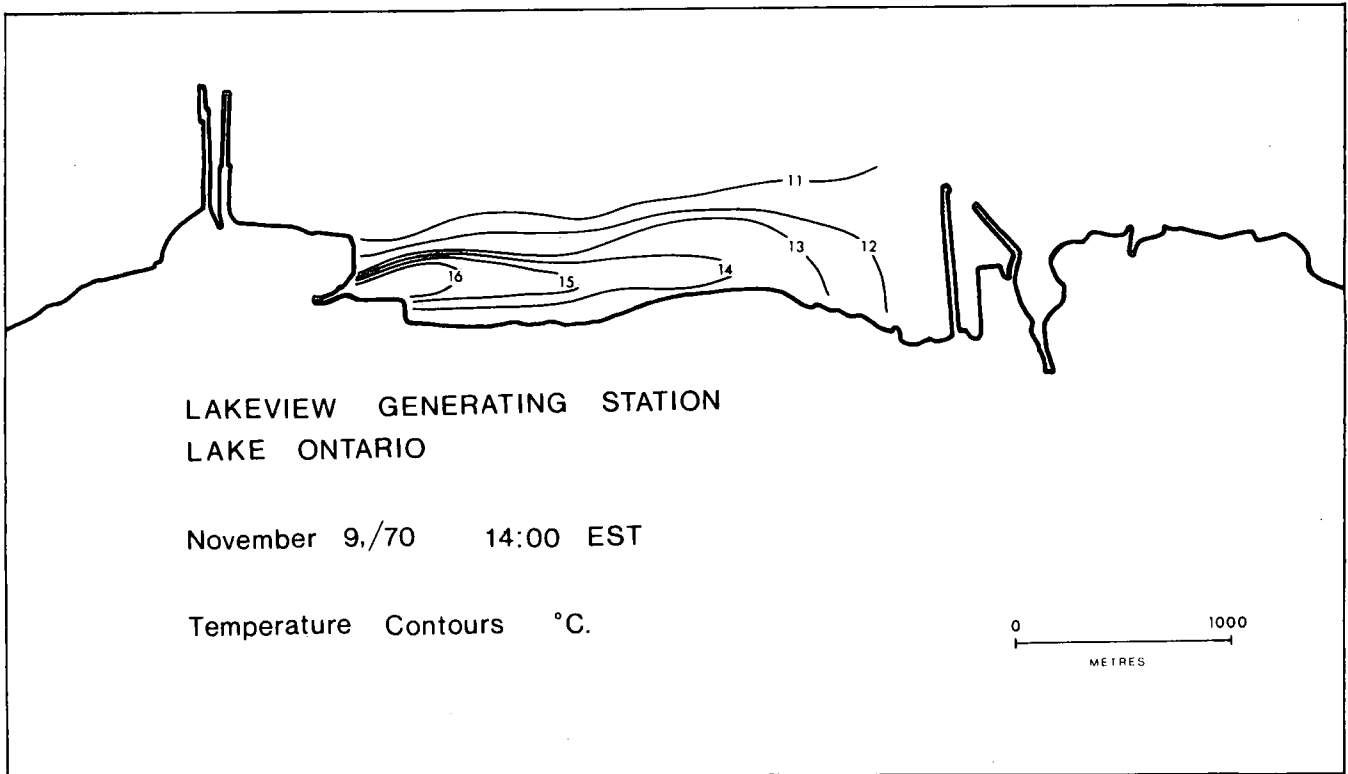 11
12
13
14
15
16
LAKEVIEW GENERATING STATION
LAKE ONTARIO
November 9,/70 14:00 EST
Temperature Contours °C.
0 1000
METRES